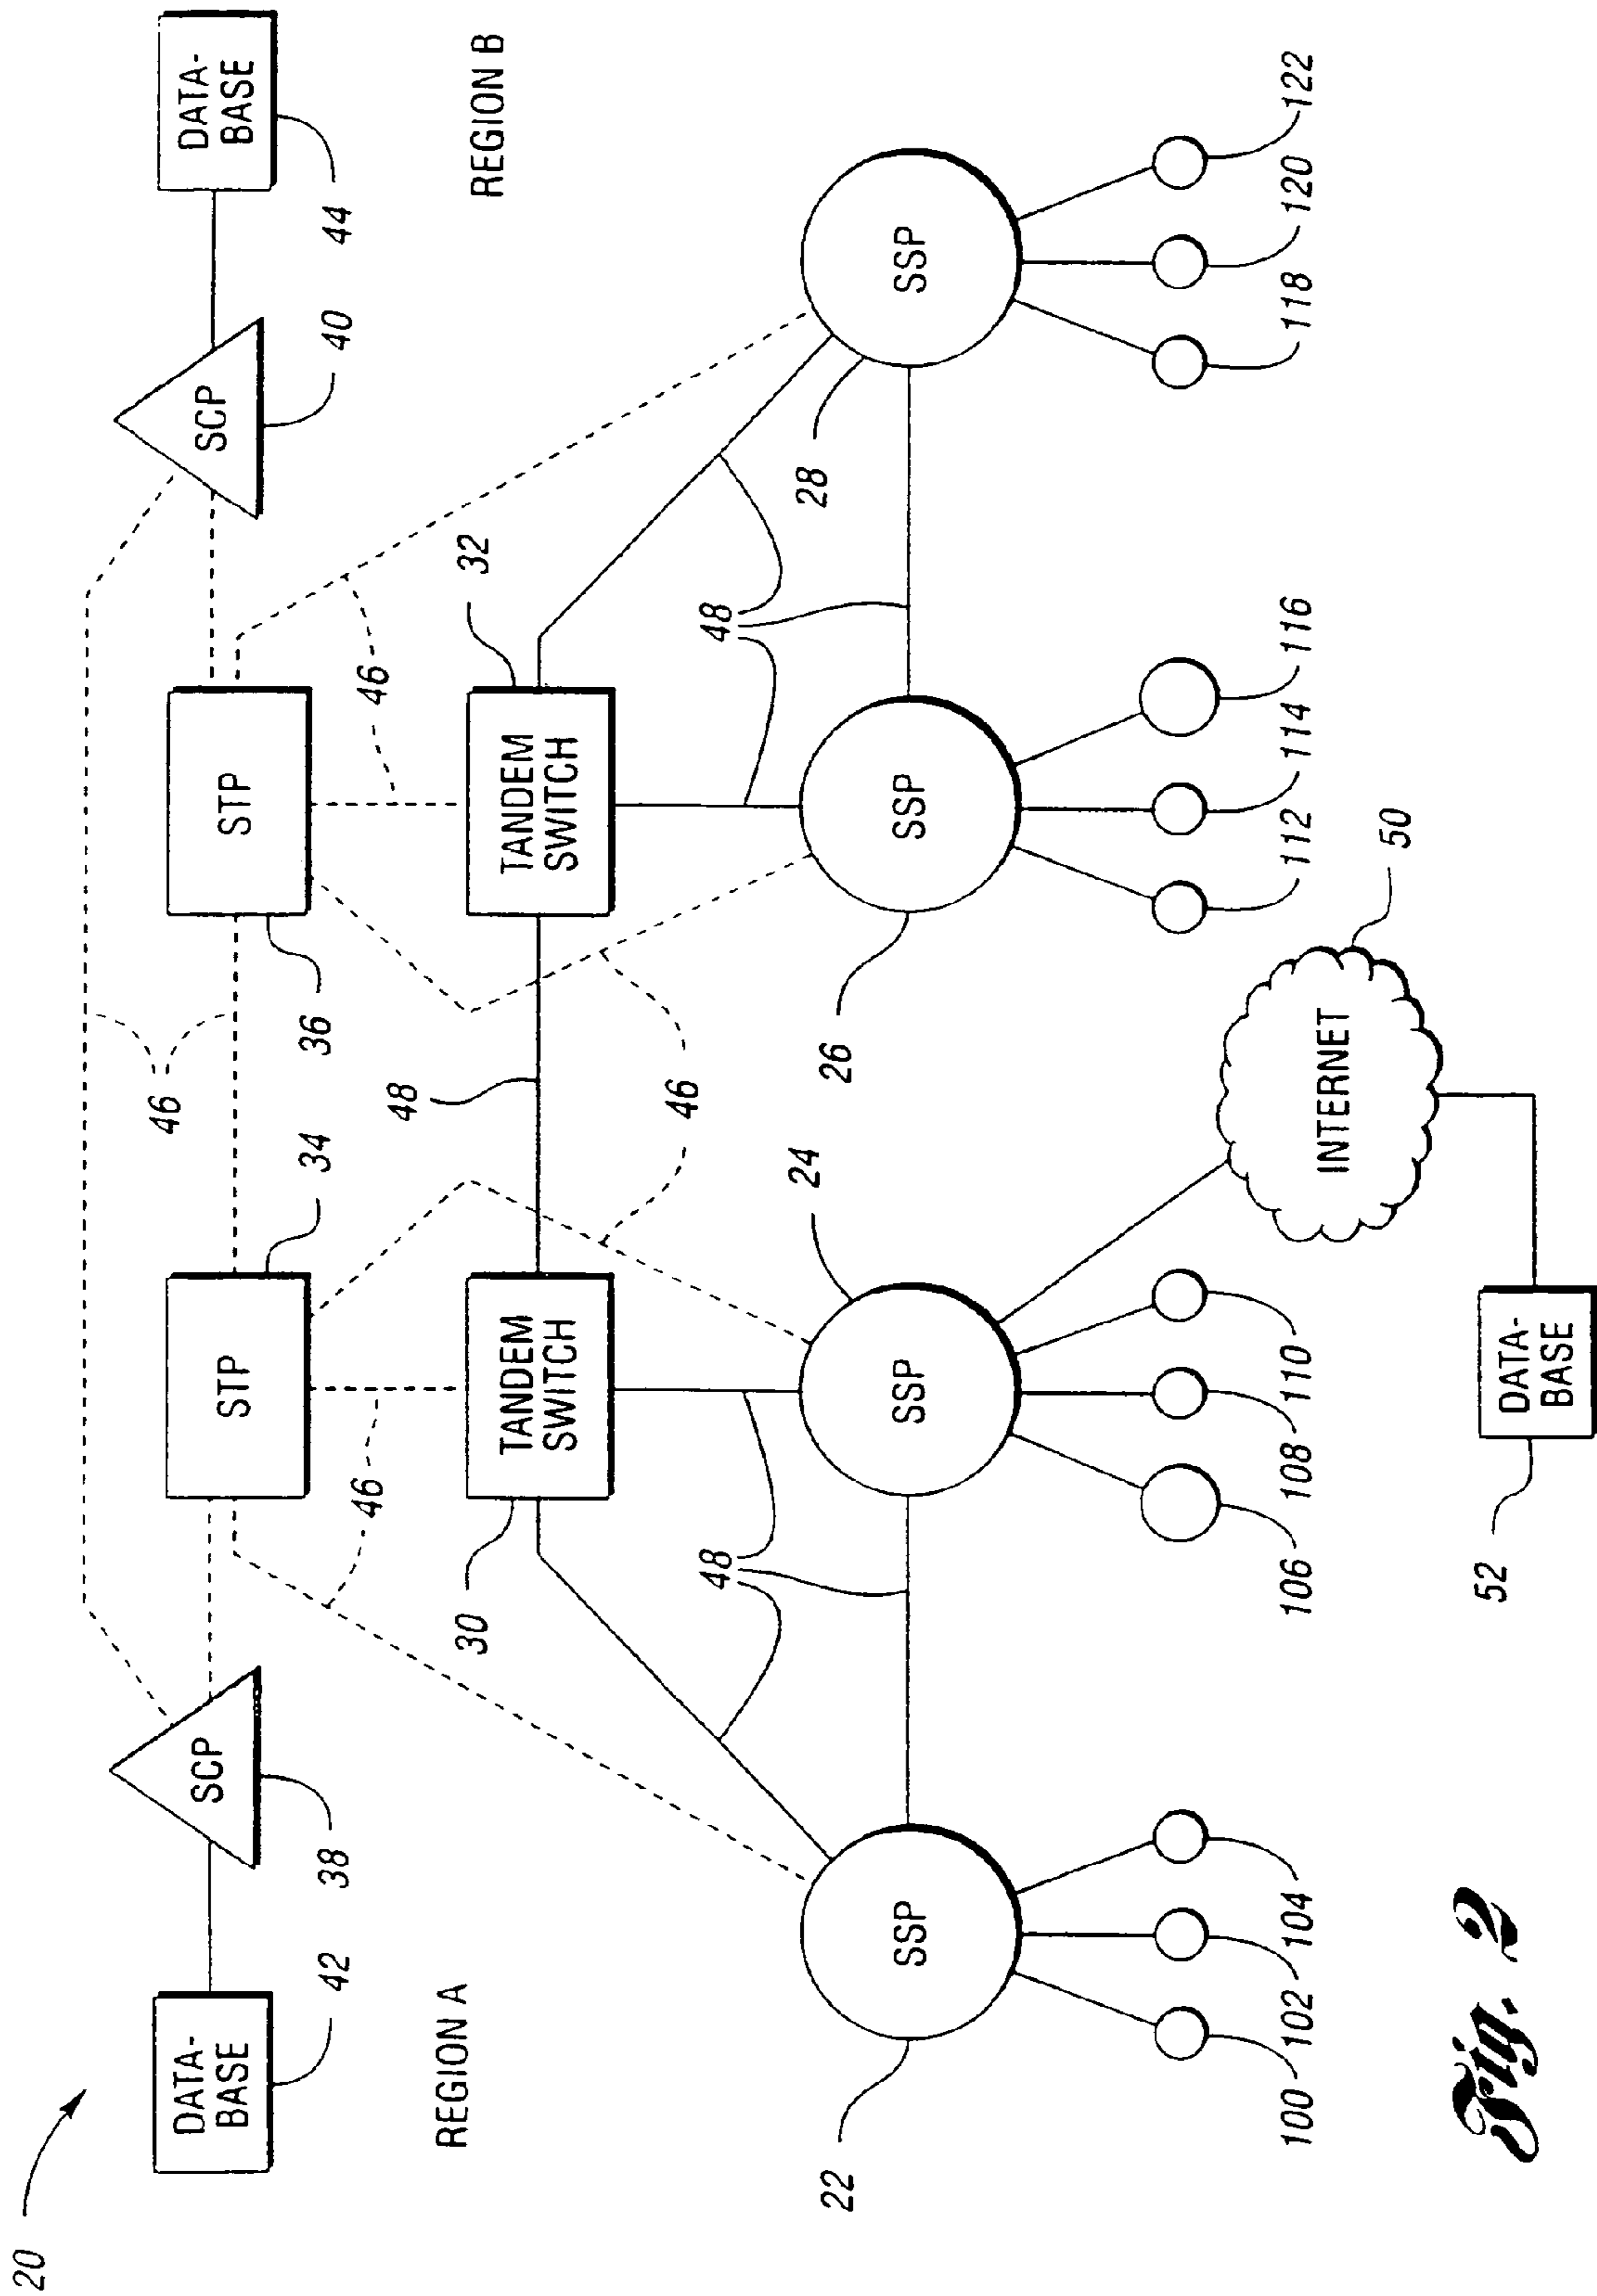 20
DATA-
BASE
42
SCP
38
46
STP
34
STP
36
SCP
40
DATA-
BASE
44
REGION A
REGION B
46
46
30
TANDEM
SWITCH
48
TANDEM
SWITCH
32
46
48
48
22
SSP
SSP
24
26
SSP
28
SSP
100
102
104
106
108
110
112
114
116
118
120
122
INTERNET
50
52
DATA-
BASE
Fig. 2